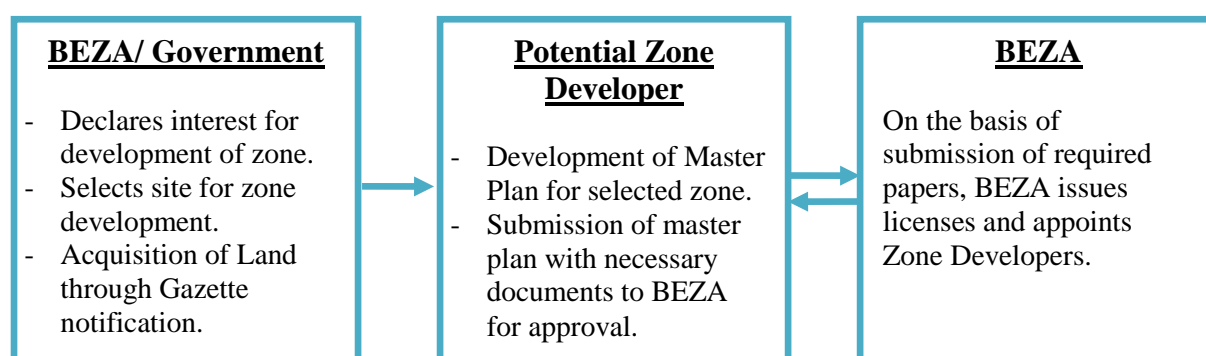 BEZA/ Government
- Declares interest for
development of zone.
- Selects site for zone
development.
- Acquisition of Land
through Gazette
notification.
Potential Zone
Developer
- Development of Master
Plan for selected zone.
- Submission of master
plan with necessary
documents to BEZA
for approval.
BEZA
On the basis of
submission of required
papers, BEZA issues
licenses and appoints
Zone Developers.